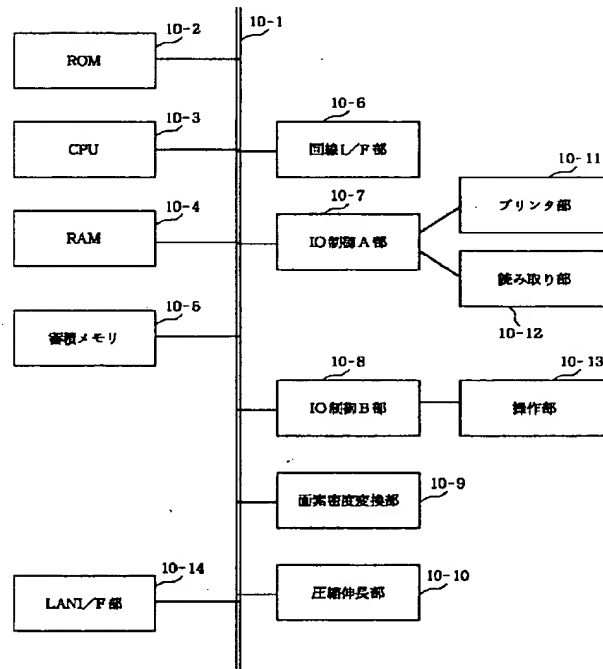 10-2
ROM
10-1
10-3
CPU
10-6
回線I/F部
10-4
RAM
10-7
IO制御A部
10-11
プリンタ部
読み取り部
10-12
10-5
蓄積メモリ
10-8
IO制御B部
10-13
操作部
10-9
画素密度変換部
10-14
LANI/F部
10-10
圧縮伸長部